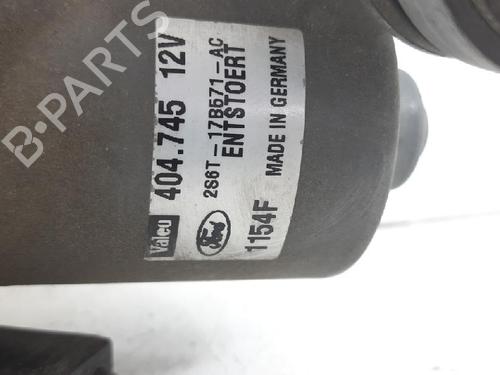 Valeo 404.745 12V
2S6T-17B571-AC
Ford ENTSTOERT
1154F MADE IN GERMANY
B-PARTS